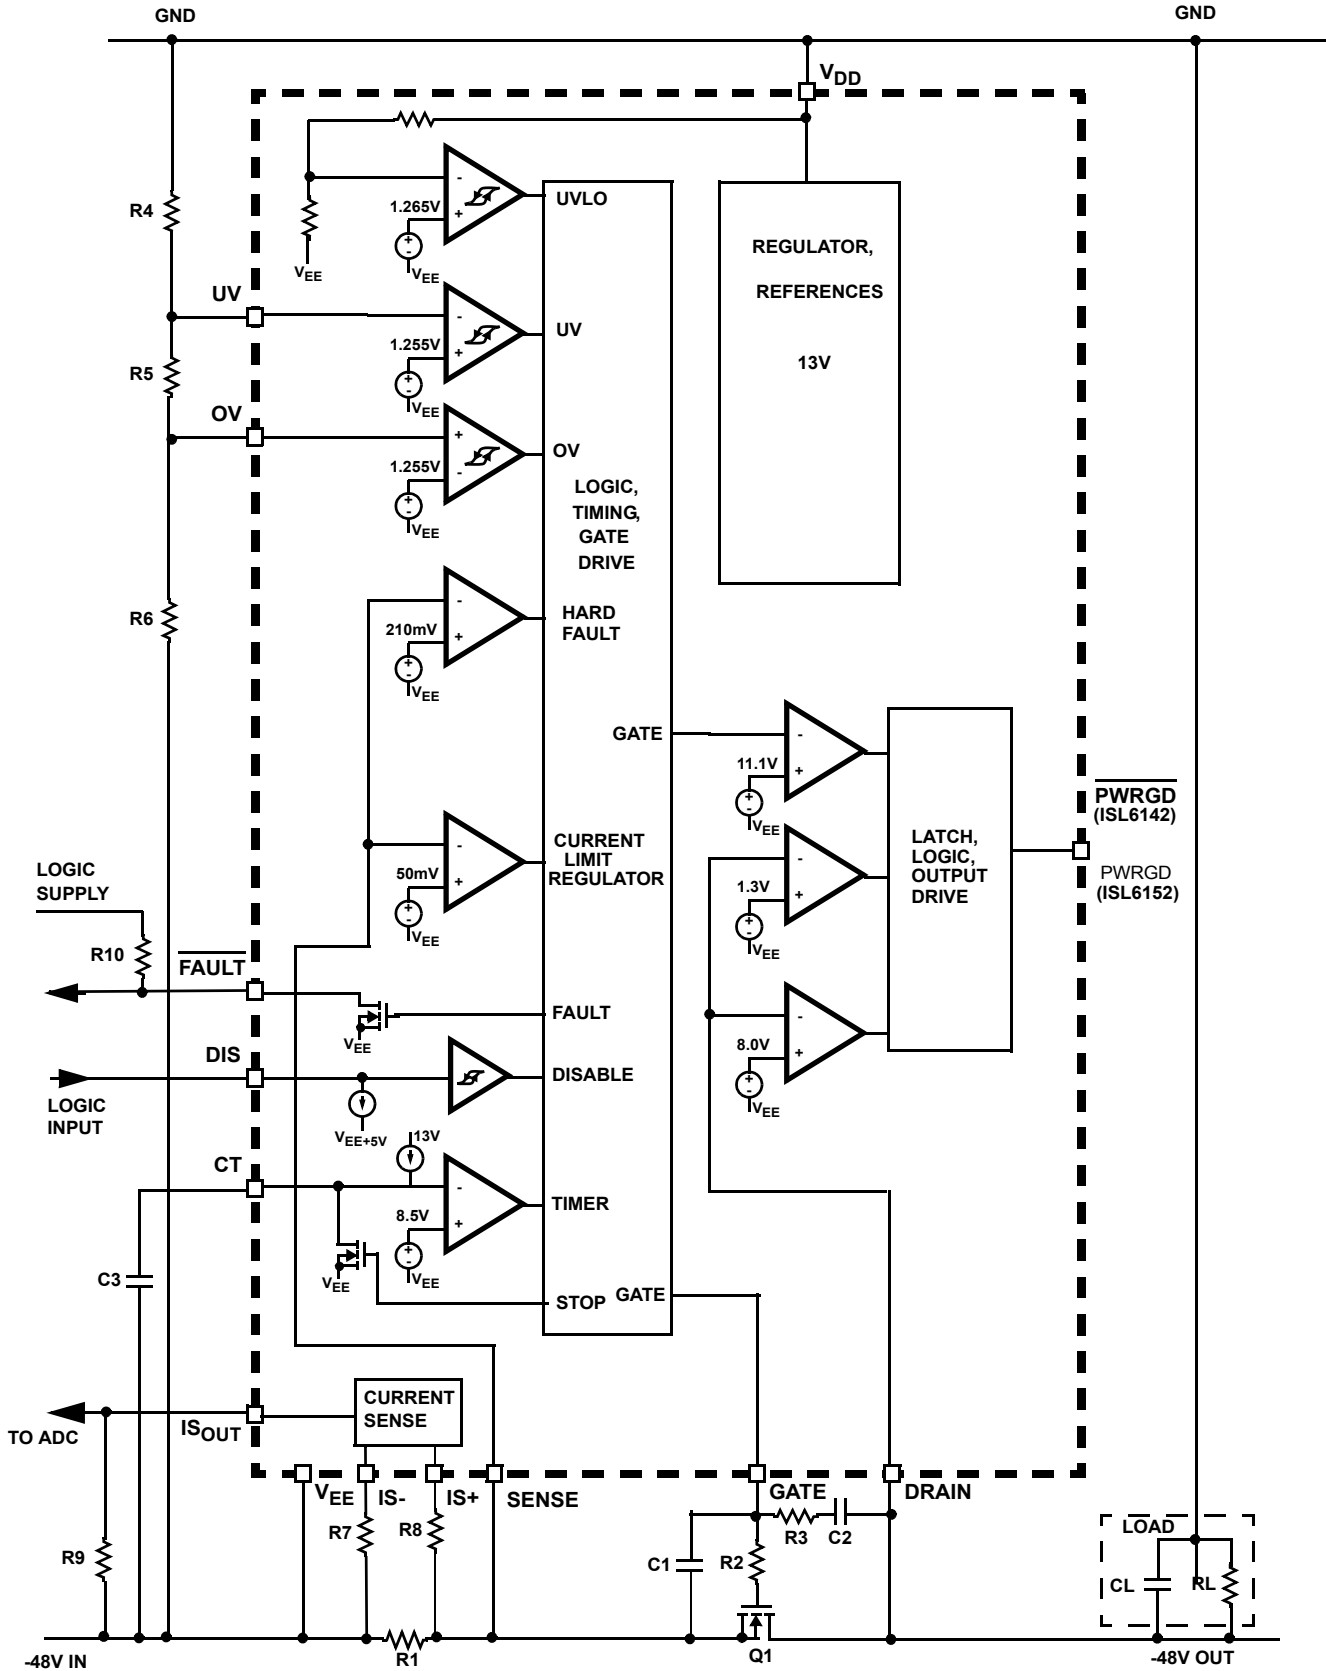 GND
GND
VDD
R4
1.265V
-
+
+
-
VEE
VEE
UVLO
REGULATOR,
REFERENCES
13V
UV
1.255V
-
+
+
-
VEE
UV
R5
OV
1.255V
+
-
+
-
VEE
OV
LOGIC,
TIMING,
GATE
DRIVE
R6
210mV
-
+
+
-
VEE
HARD
FAULT
GATE
11.1V
-
+
+
-
VEE
PWRGD
(ISL6142)
PWRGD
(ISL6152)
LATCH,
LOGIC,
OUTPUT
DRIVE
1.3V
-
+
+
-
VEE
50mV
-
+
+
-
VEE
CURRENT
LIMIT
REGULATOR
LOGIC
SUPPLY
R10
FAULT
VEE
FAULT
8.0V
-
+
+
-
VEE
DIS
LOGIC
INPUT
VEE+5V
DISABLE
CT
13V
8.5V
-
+
+
-
VEE
TIMER
VEE
C3
STOP
GATE
CURRENT
SENSE
TO ADC
ISOUT
VEE
IS-
IS+
SENSE
GATE
DRAIN
R7
R8
R9
R3
C2
C1
R2
LOAD
CL
RL
-48V IN
R1
Q1
-48V OUT